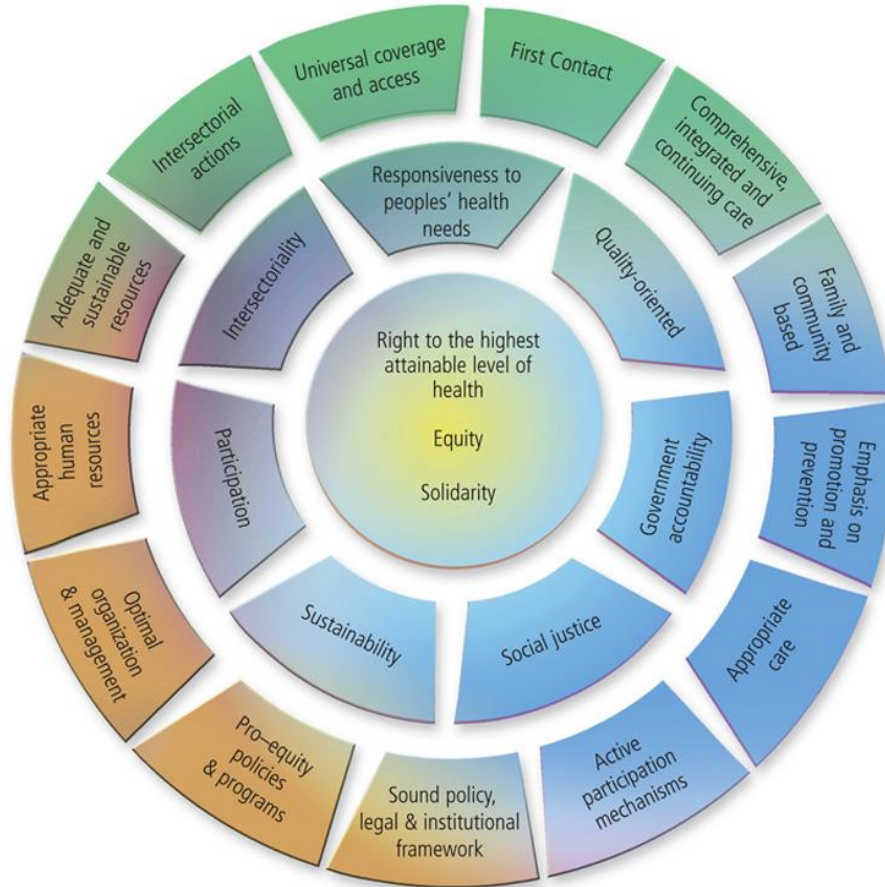 Universal coverage
and access
First Contact
Comprehensive,
integrated and
continuing care
Family and
community
based
Emphasis on
promotion and
prevention
Appropriate
care
Active
participation
mechanisms
Sound policy,
legal & institutional
framework
Pro–equity
policies
& programs
Optimal
organization
& management
Appropriate
human
resources
Adequate and
sustainable
resources
Intersectorial
actions
Responsiveness to
peoples’ health
needs
Quality-oriented
Government
accountability
Social justice
Sustainability
Participation
Intersectoriality
Right to the highest
attainable level of
health
Equity
Solidarity